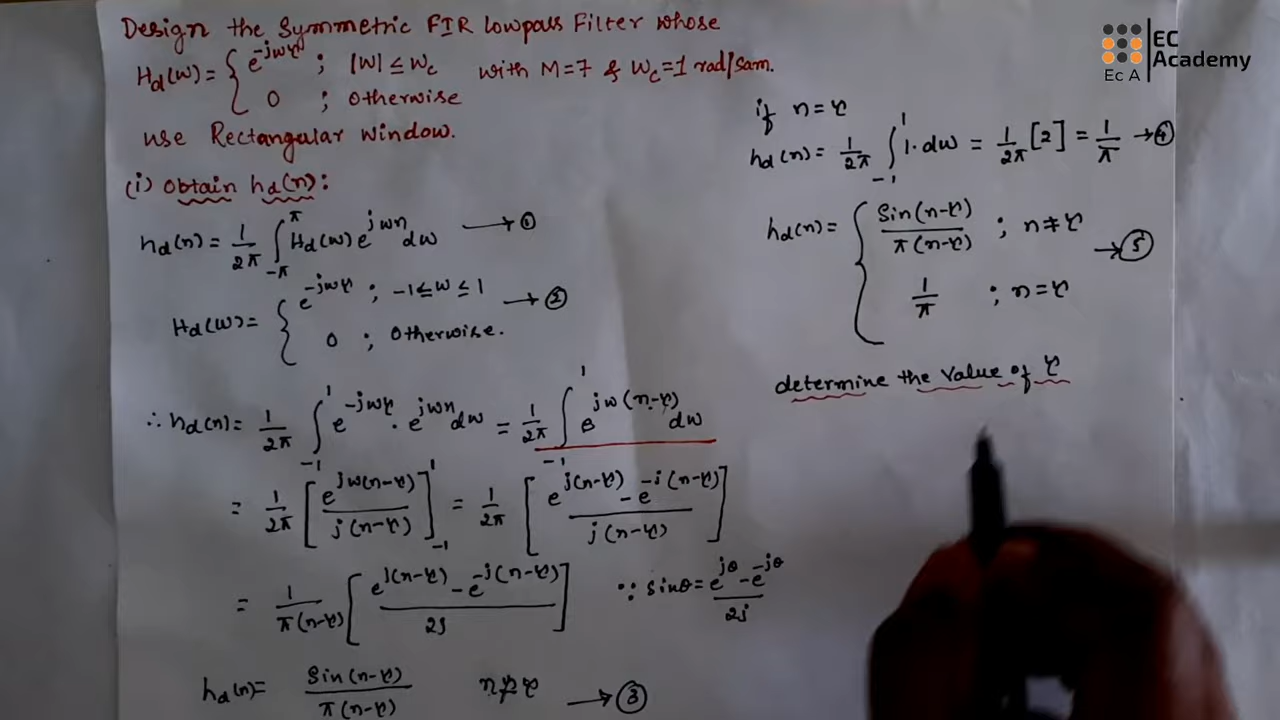 Design the Symmetric FIR Lowpass Filter whose
Hd(w) = { e^-jwτ ; |w| ≤ wc with M=7 & wc=1 rad/sam.
0 ; Otherwise
use Rectangular Window.
(i) Obtain hd(n):
hd(n) = 1/2π ∫_-π^π Hd(w) e^jwn dw → ①
Hd(w) = { e^-jwτ ; -1≤w≤1 → ②
0 ; Otherwise.
∴ hd(n) = 1/2π ∫_-1^1 e^-jwτ . e^jwn dw = 1/2π ∫_-1^1 e^jw(n-τ) dw
= 1/2π [e^jw(n-τ) / j(n-τ)]_-1^1 = 1/2π [e^j(n-τ) - e^-j(n-τ) / j(n-τ)]
= 1/π(n-τ) [e^j(n-τ) - e^-j(n-τ) / 2j] ∵ sinθ = e^jθ - e^-jθ / 2j
hd(n) = Sin(n-τ) / π(n-τ) n≠τ → ③
if n=τ
hd(n) = 1/2π ∫_-1^1 1. dw = 1/2π [2] = 1/π → ④
hd(n) = { Sin(n-τ) / π(n-τ) ; n≠τ → ⑤
1/π ; n=τ
determine the value of τ
EC
Academy
Ec A